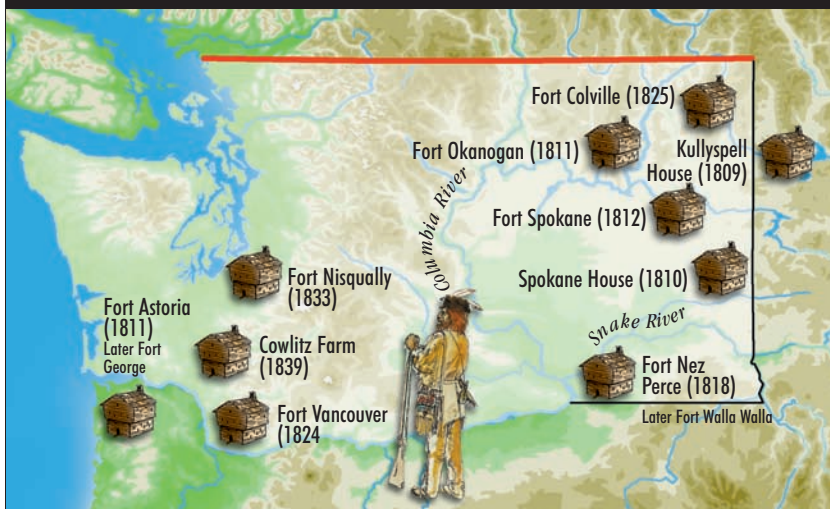 Fort Colville (1825)
Fort Okanogan (1811)
Kullyspell
House (1809)
Columbia River
Fort Spokane (1812)
Fort Nisqually
(1833)
Spokane House (1810)
Fort Astoria
(1811)
Later Fort
George
Snake River
Cowlitz Farm
(1839)
Fort Nez
Perce (1818)
Fort Vancouver
(1824
Later Fort Walla Walla